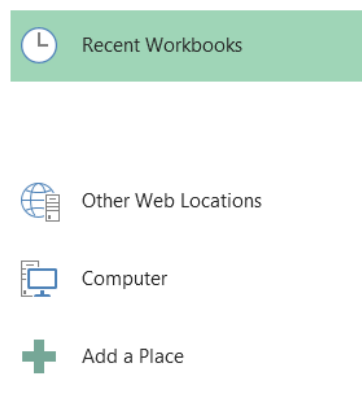 Recent Workbooks
Other Web Locations
Computer
Add a Place